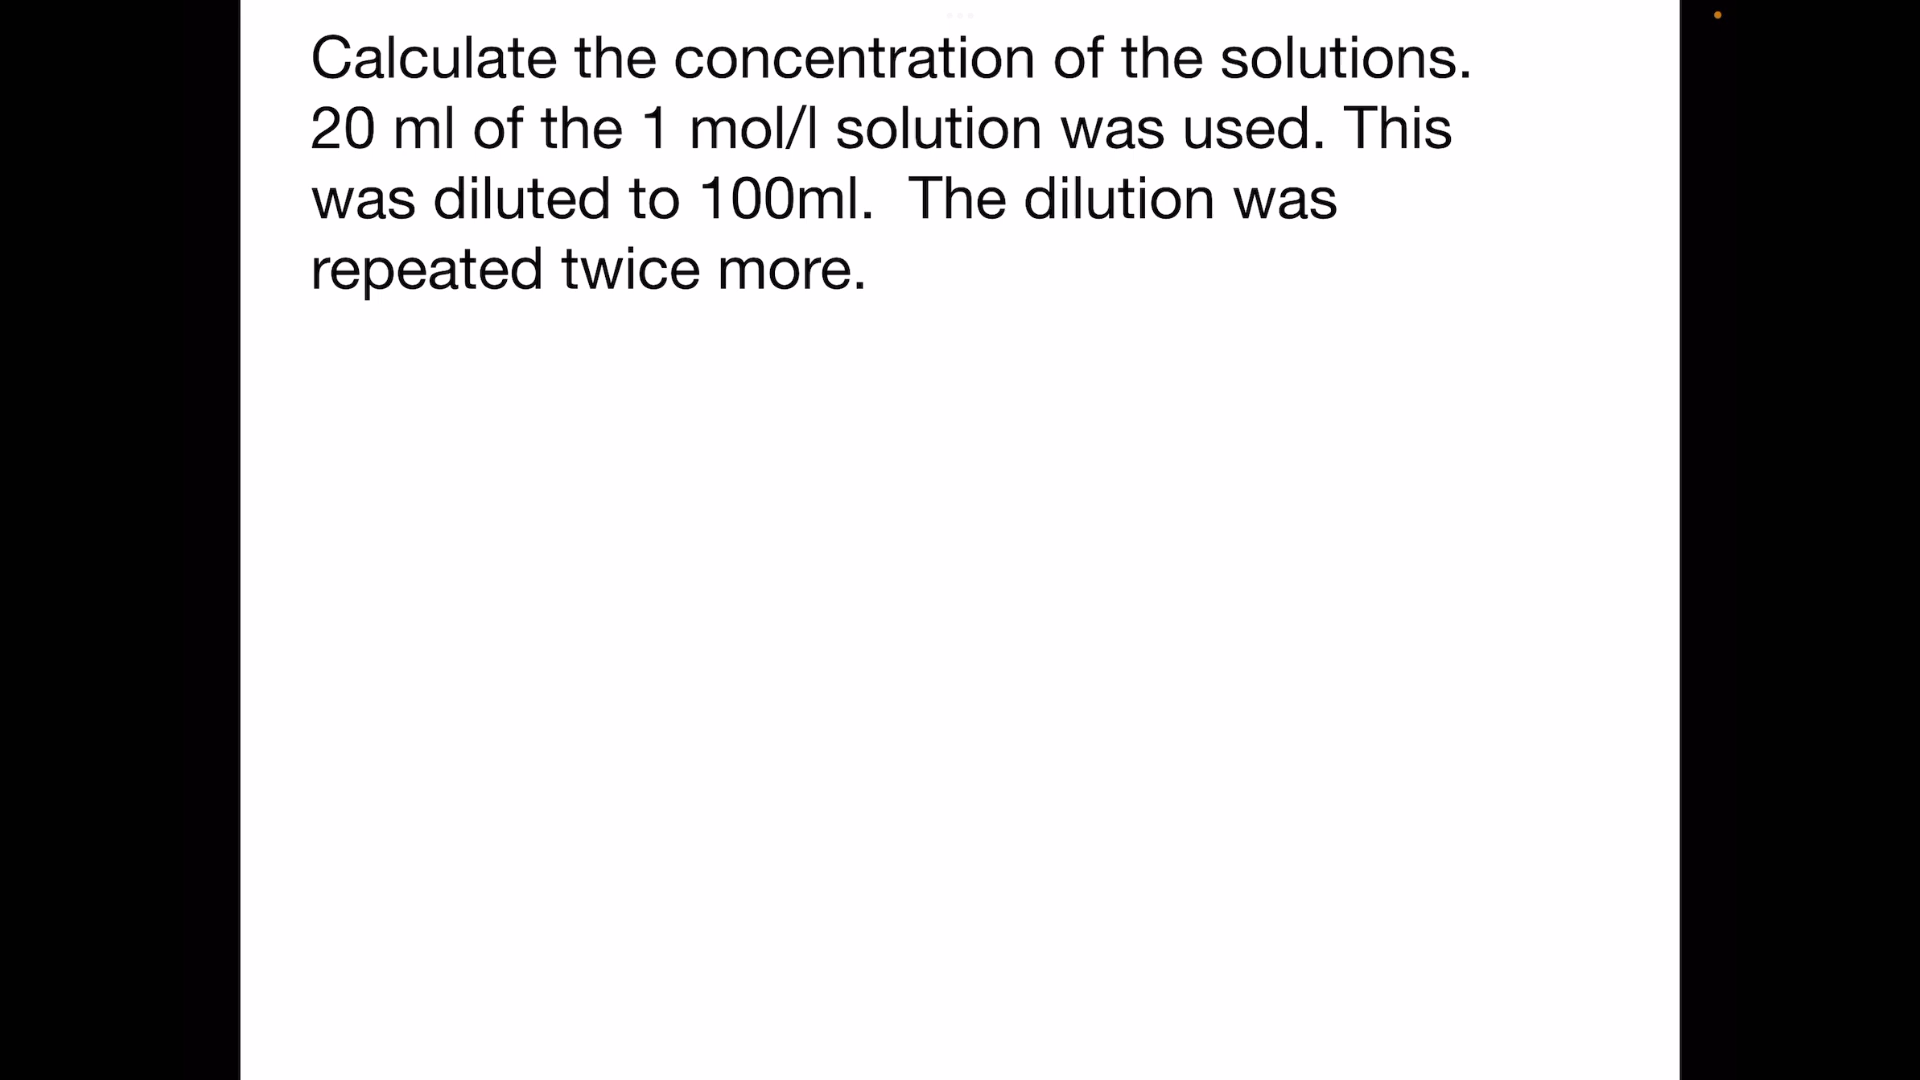 Calculate the concentration of the solutions.
20 ml of the 1 mol/l solution was used. This
was diluted to 100ml.  The dilution was
repeated twice more.